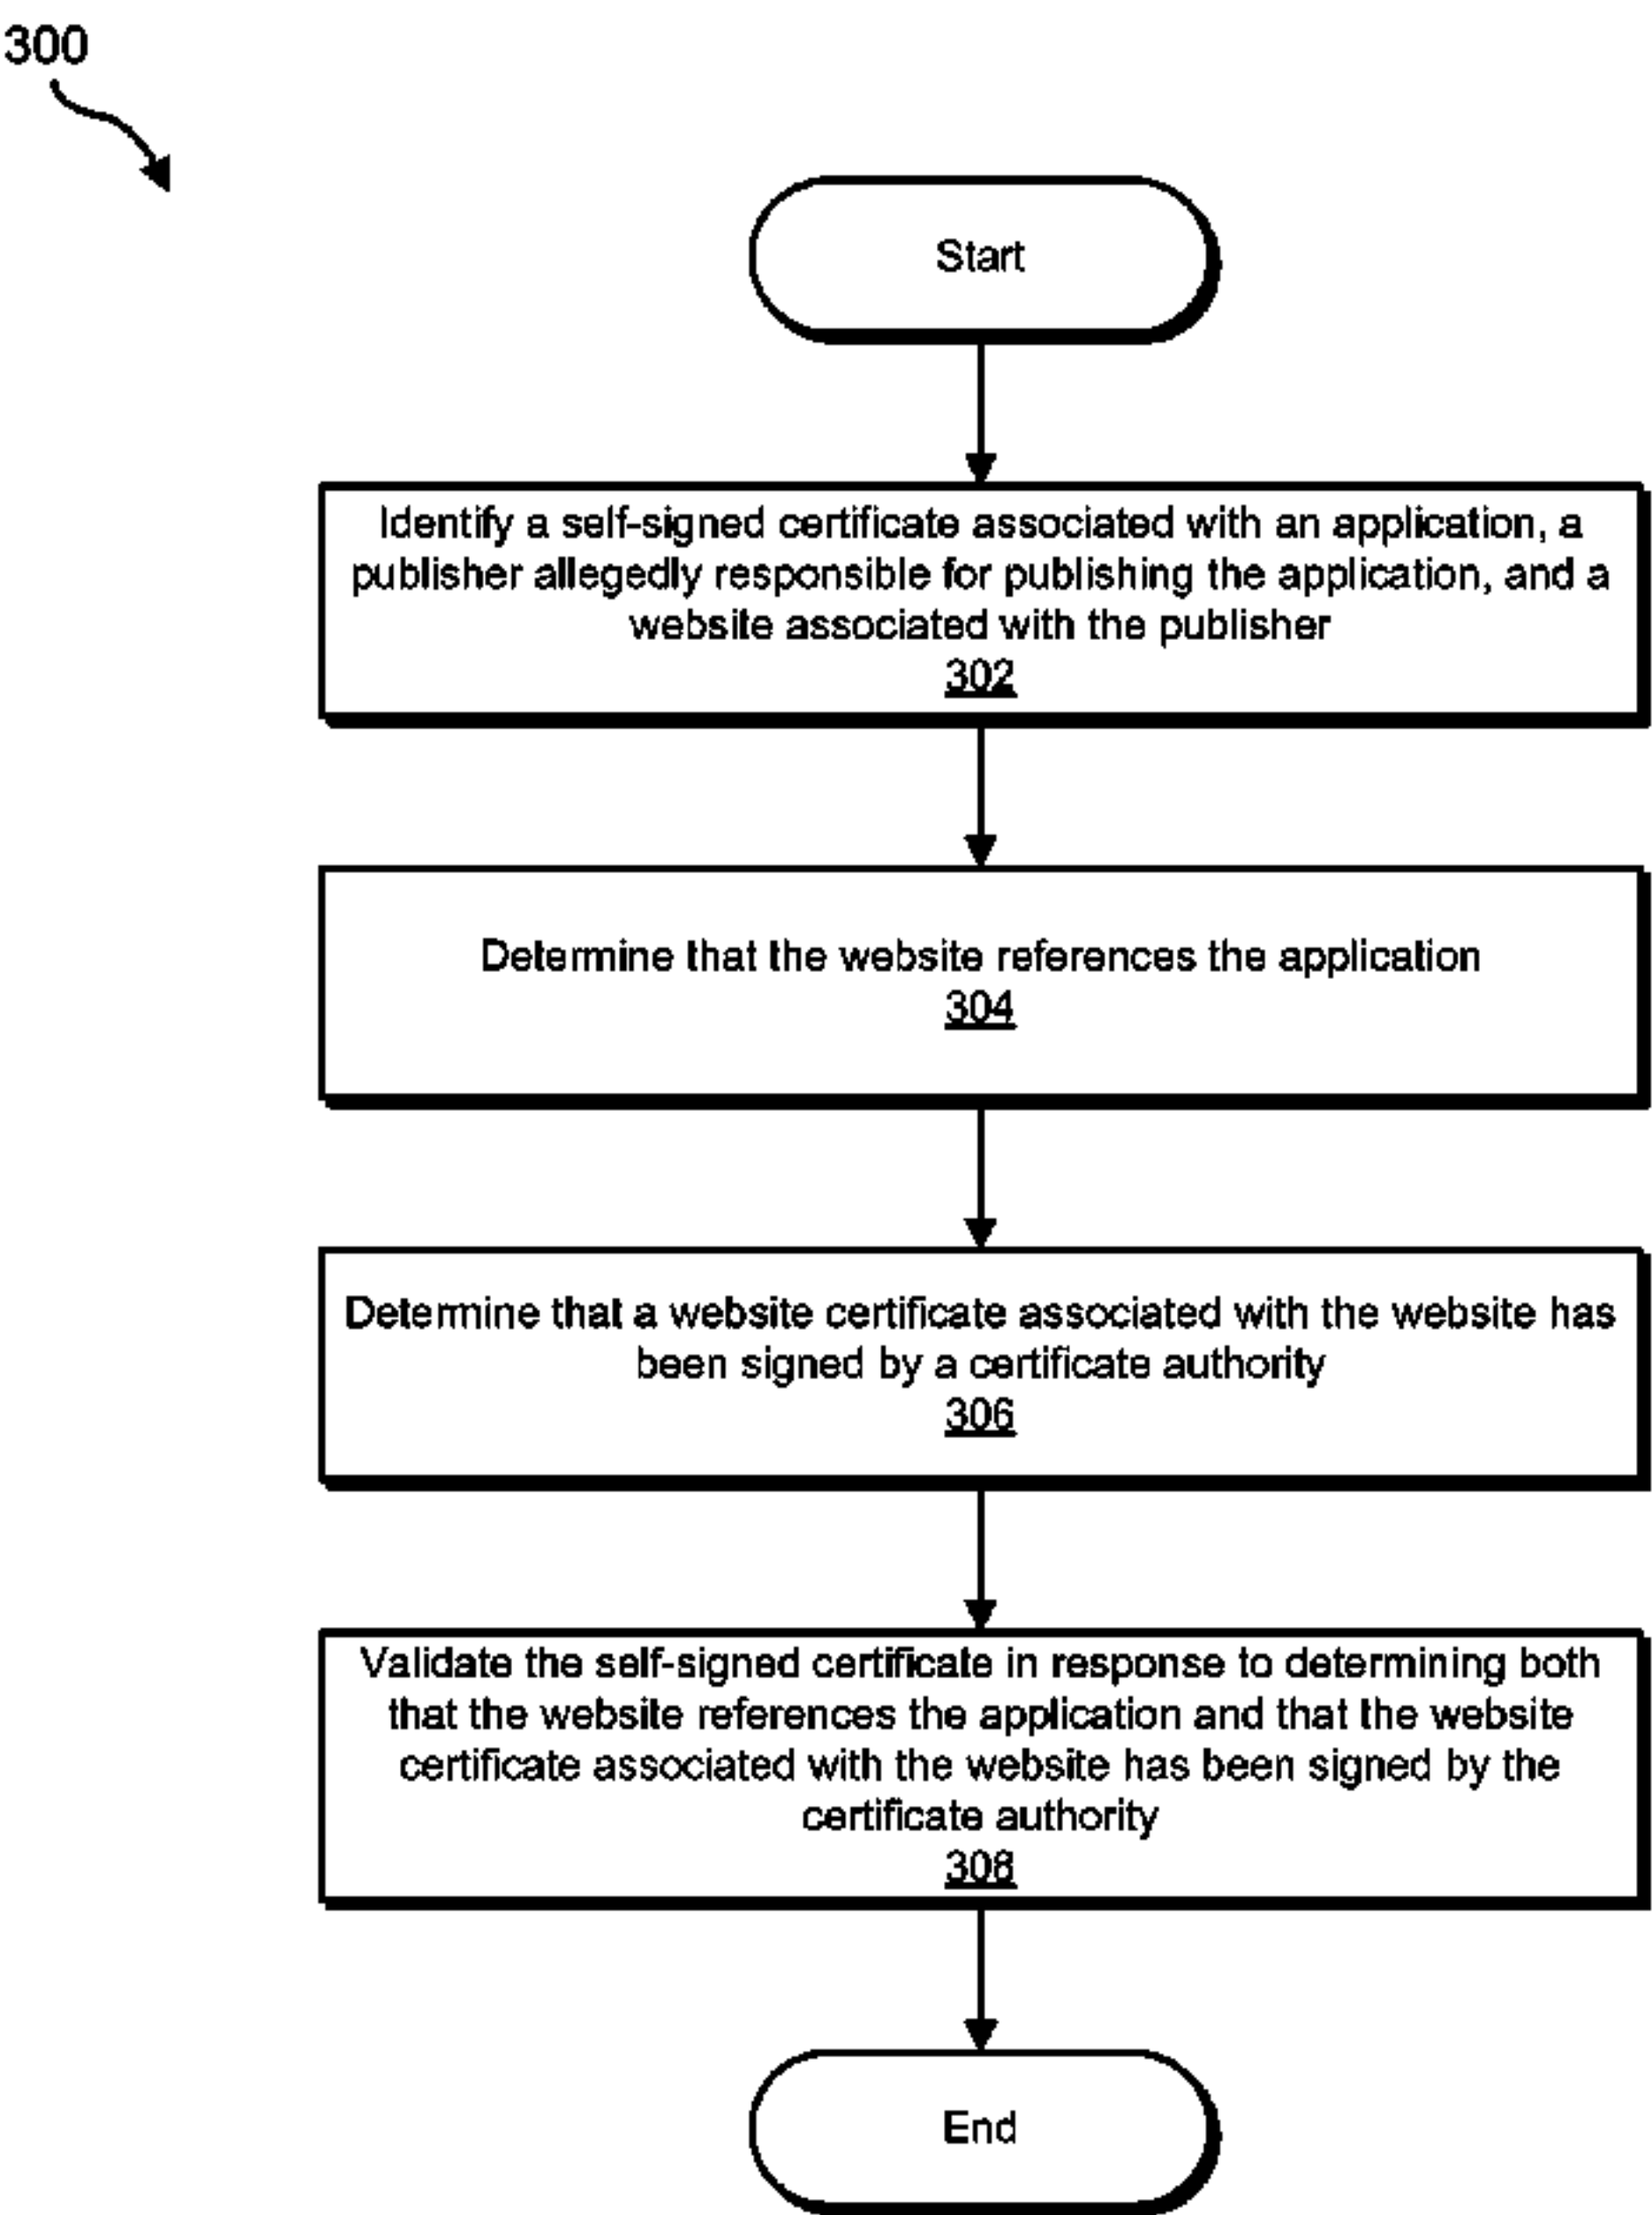 300
Start
Identify a self-signed certificate associated with an application, a
publisher allegedly responsible for publishing the application, and a
website associated with the publisher
302
Determine that the website references the application
304
Determine that a website certificate associated with the website has
been signed by a certificate authority
306
Validate the self-signed certificate in response to determining both
that the website references the application and that the website
certificate associated with the website has been signed by the
certificate authority
308
End